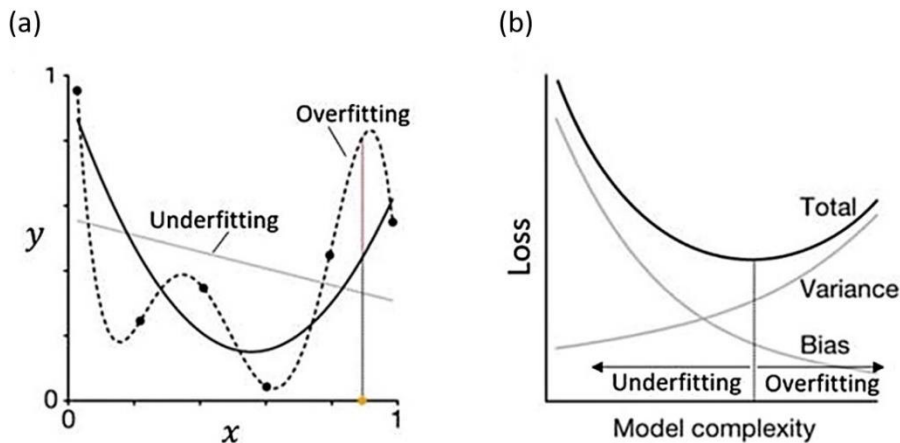 (a)
1
Overfitting
Underfitting
y
0
0
x
1
(b)
Loss
Total
Variance
Bias
Underfitting
Overfitting
Model complexity